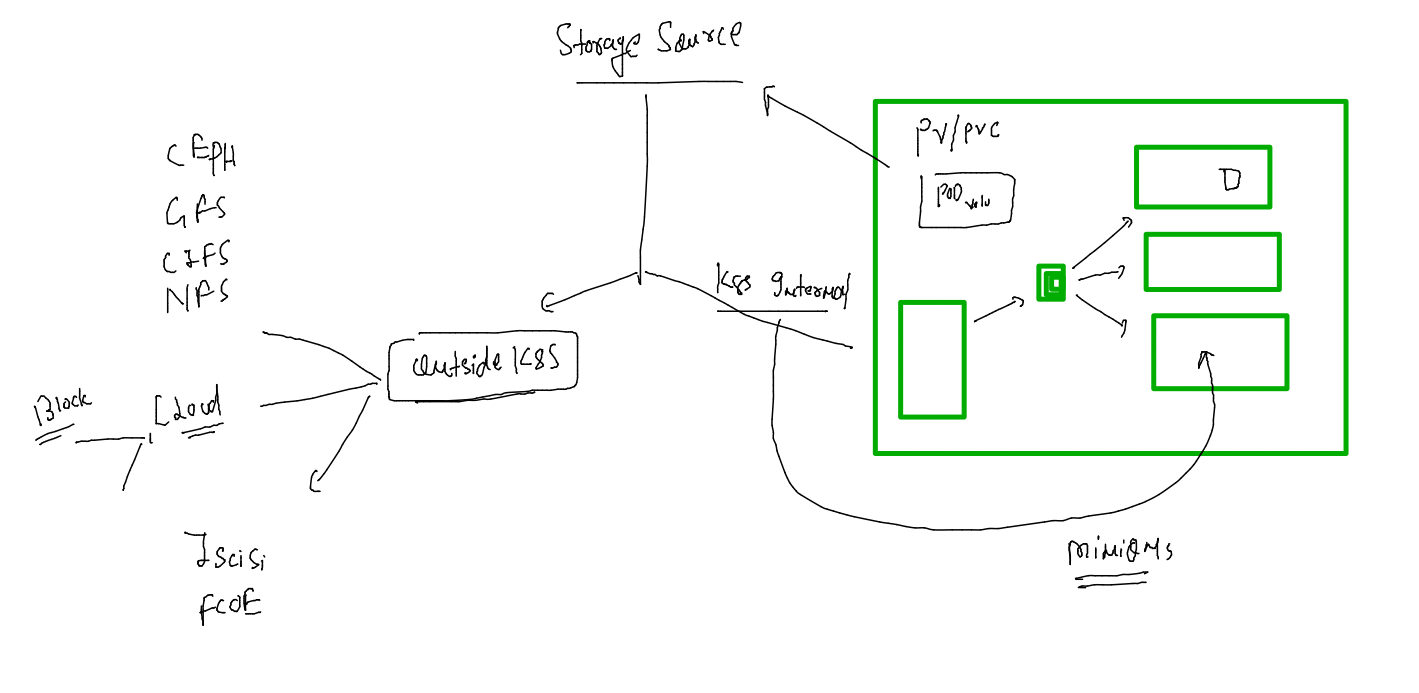 Storage Source
CEPH
GFS
CIFS
NFS
PV/PVC
POD volu
D
K8s Internal
Outside K8S
Block
Cloud
Iscisi
FCOE
Minions